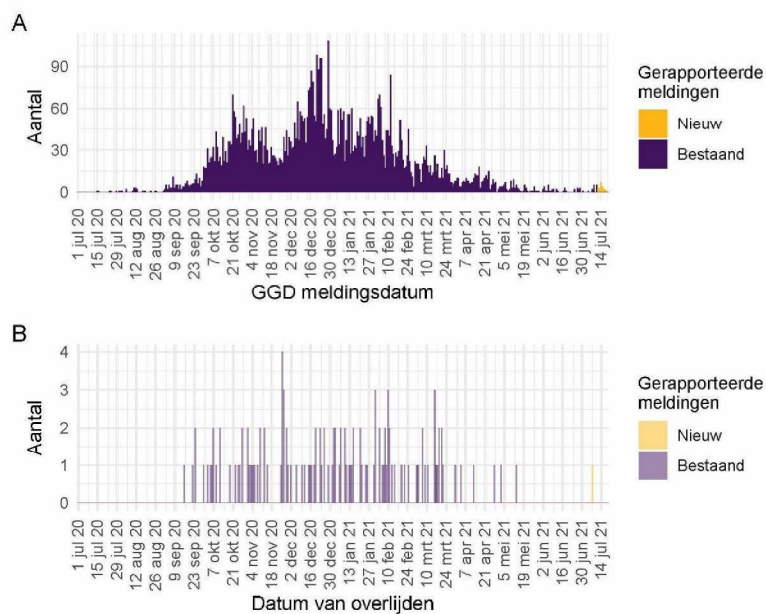 A
Aantal
90
60
30
0
1 jul 20
15 jul 20
29 jul 20
12 aug 20
26 aug 20
9 sep 20
23 sep 20
7 okt 20
21 okt 20
4 nov 20
18 nov 20
2 dec 20
16 dec 20
30 dec 20
13 jan 21
27 jan 21
10 feb 21
24 feb 21
10 mrt 21
24 mrt 21
7 apr 21
21 apr 21
5 mei 21
19 mei 21
2 jun 21
16 jun 21
30 jun 21
14 jul 21
GGD meldingsdatum
Gerapporteerde
meldingen
Nieuw
Bestaand
B
Aantal
4
3
2
1
0
1 jul 20
15 jul 20
29 jul 20
12 aug 20
26 aug 20
9 sep 20
23 sep 20
7 okt 20
21 okt 20
4 nov 20
18 nov 20
2 dec 20
16 dec 20
30 dec 20
13 jan 21
27 jan 21
10 feb 21
24 feb 21
10 mrt 21
24 mrt 21
7 apr 21
21 apr 21
5 mei 21
19 mei 21
2 jun 21
16 jun 21
30 jun 21
14 jul 21
Datum van overlijden
Gerapporteerde
meldingen
Nieuw
Bestaand